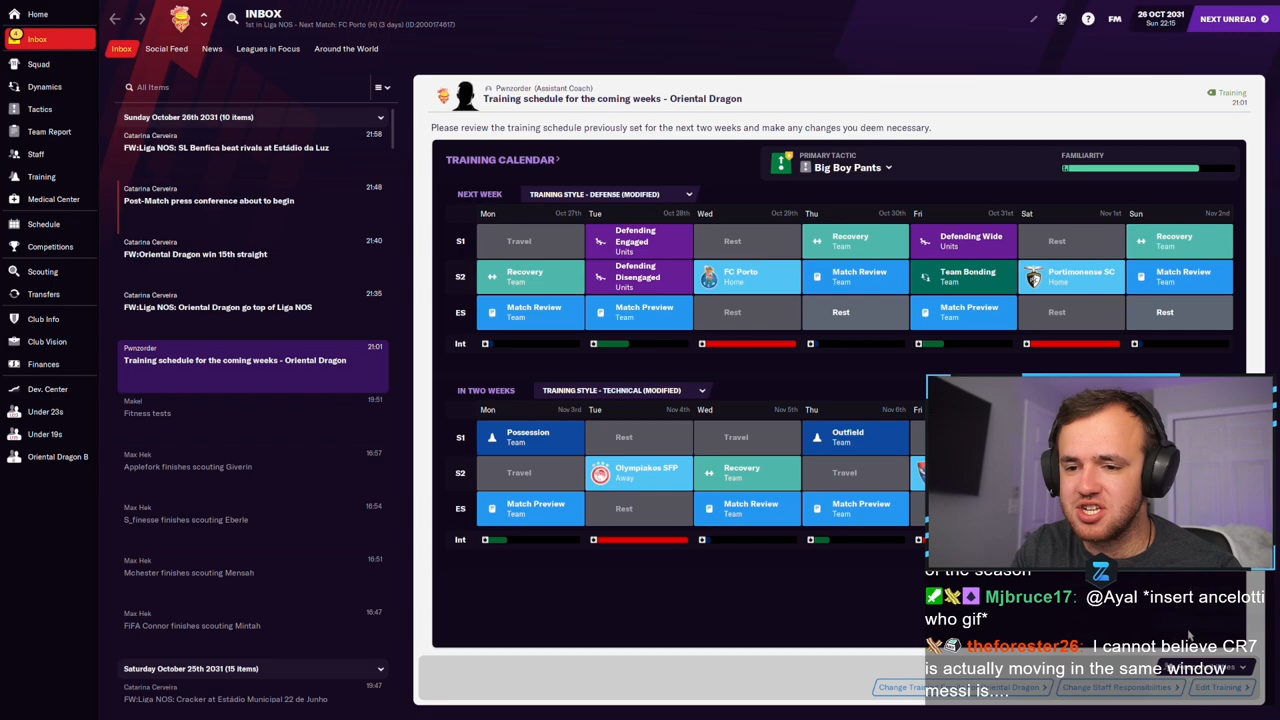 Home
INBOX
1st in Liga NOS - Next Match: FC Porto (H) (3 days) (ID:2000174617)
26 OCT 2031
Sun 22:15
FM
NEXT UNREAD
4
Inbox
Squad
Dynamics
Tactics
Team Report
Staff
Training
Medical Center
Schedule
Competitions
Scouting
Transfers
Club Info
Club Vision
Finances
Dev. Center
Under 23s
Under 19s
Oriental Dragon B
Inbox
Social Feed
News
Leagues in Focus
Around the World
All Items
Sunday October 26th 2031 (10 items)
Catarina Cerveira
21:58
FW:Liga NOS: SL Benfica beat rivals at Estádio da Luz
Catarina Cerveira
21:48
Post-Match press conference about to begin
Catarina Cerveira
21:40
FW:Oriental Dragon win 15th straight
Catarina Cerveira
21:35
FW:Liga NOS: Oriental Dragon go top of Liga NOS
Pwnzorder
21:01
Training schedule for the coming weeks - Oriental Dragon
Makel
19:51
Fitness tests
Max Hek
16:57
Applefork finishes scouting Giverin
Max Hek
16:54
S_finesse finishes scouting Eberle
Max Hek
16:51
Mchester finishes scouting Mensah
Max Hek
16:47
FiFA Connor finishes scouting Mintah
Saturday October 25th 2031 (15 items)
Catarina Cerveira
19:47
FW:Liga NOS: Cracker at Estádio Municipal 22 de Junho
Pwnzorder (Assistant Coach)
Training schedule for the coming weeks - Oriental Dragon
Training
21:01
Please review the training schedule previously set for the next two weeks and make any changes you deem necessary.
TRAINING CALENDAR
PRIMARY TACTIC
Big Boy Pants
FAMILIARITY
NEXT WEEK
TRAINING STYLE - DEFENSE (MODIFIED)
Mon Oct 27th Tue Oct 28th Wed Oct 29th Thu Oct 30th Fri Oct 31st Sat Nov 1st Sun Nov 2nd
S1
Travel
Defending Engaged Units
Rest
Recovery Team
Defending Wide Units
Rest
Recovery Team
S2
Recovery Team
Defending Disengaged Units
FC Porto Home
Match Review Team
Team Bonding Team
Portimonense SC Home
Match Review Team
ES
Match Review Team
Match Preview Team
Rest
Rest
Match Preview Team
Rest
Rest
Int
IN TWO WEEKS
TRAINING STYLE - TECHNICAL (MODIFIED)
Mon Nov 3rd Tue Nov 4th Wed Nov 5th Thu Nov 6th Fri
S1
Possession Team
Rest
Travel
Outfield Team
S2
Travel
Olympiakos SFP Away
Recovery Team
Travel
ES
Match Preview Team
Rest
Match Review Team
Match Preview Team
Int
of the season
Mjbruce17: @Ayal *insert ancelotti
who gif*
theforester26: I cannot believe CR7
is actually moving in the same window
messi is....
Change Staff Responsibilities
Edit Training